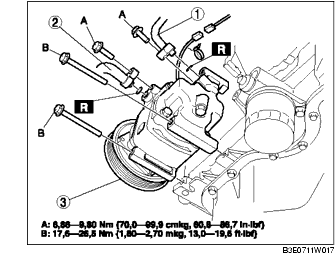 A
1
A
2
B
R
R
B
3
A: 6,86—9,80 Nm {70,0—99,9 cmkg, 60,8—86,7 in-lbf}
B: 17,6—26,5 Nm {1,80—2,70 mkg, 13,0—19,5 ft-lbf}
B3E0711W017